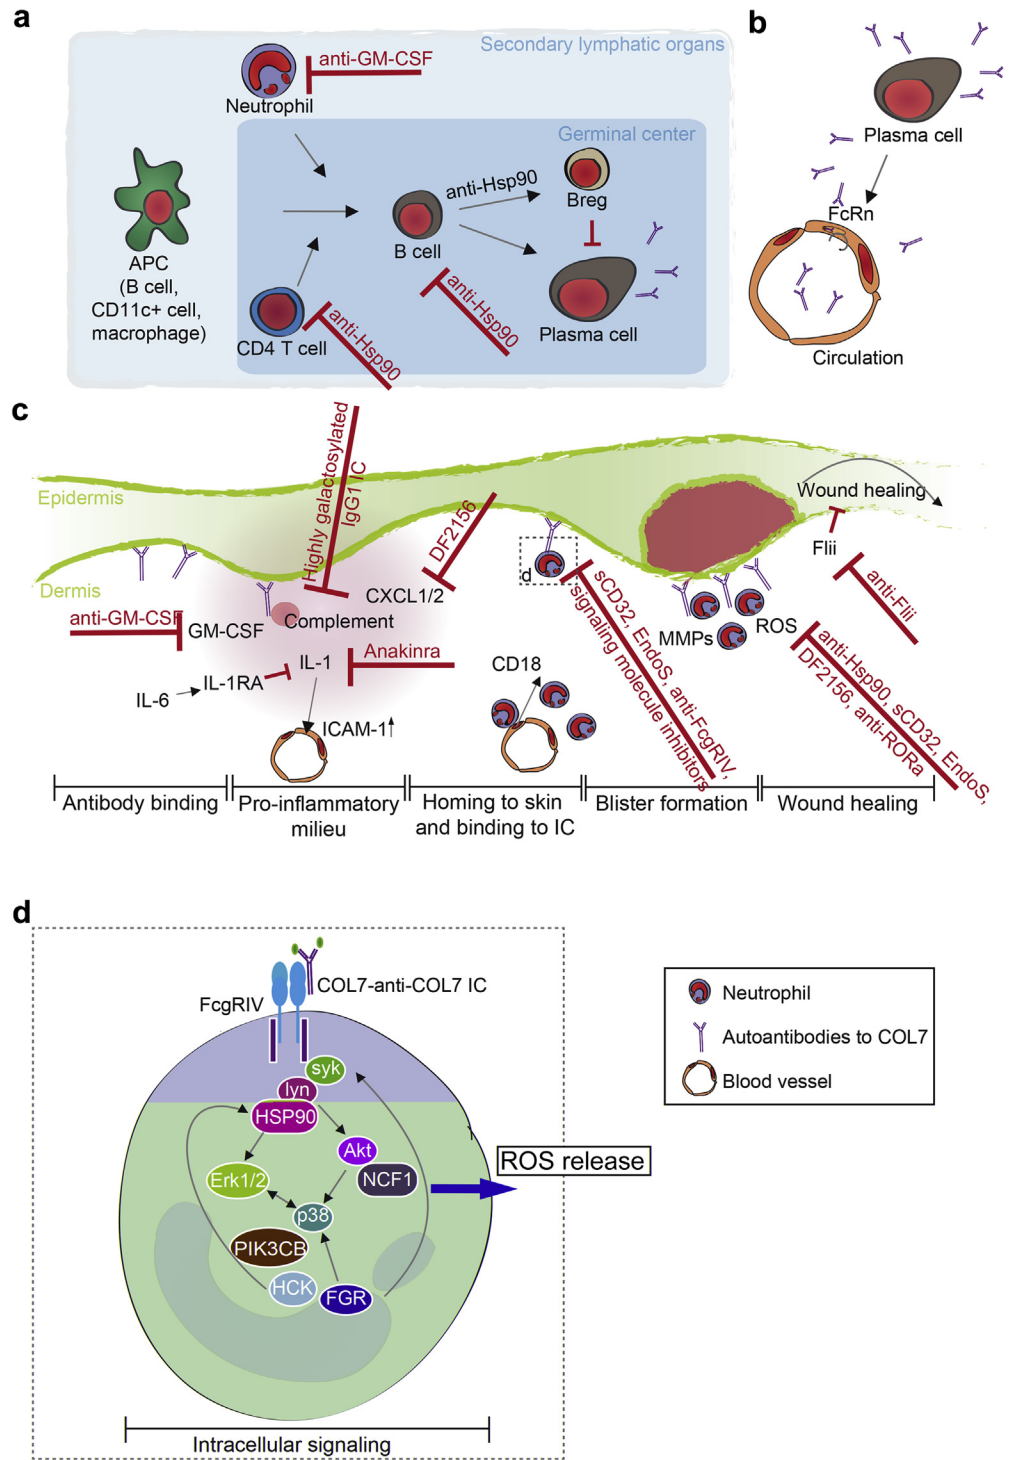 a
Secondary lymphatic organs
anti-GM-CSF
Neutrophil
Germinal center
anti-Hsp90
Breg
B cell
APC
(B cell,
CD11c+ cell,
macrophage)
anti-Hsp90
Plasma cell
CD4 T cell
anti-Hsp90
b
Plasma cell
FcRn
Circulation
c
Epidermis
Dermis
Highly galactosylated
IgG1 IC
DF2156
CXCL1/2
Complement
anti-GM-CSF
GM-CSF
Anakinra
IL-1
IL-1RA
IL-6
ICAM-1
CD18
d
sCD32, EndoS, anti-FcgRIV,
signaling molecule inhibitors
MMPs
ROS
Wound healing
Flii
anti-Flii
anti-Hsp90, sCD32, EndoS,
DF2156, anti-RORa
Antibody binding
Pro-inflammatory
milieu
Homing to skin
and binding to IC
Blister formation
Wound healing
d
COL7-anti-COL7 IC
FcgRIV
syk
lyn
HSP90
Akt
Erk1/2
NCF1
p38
PIK3CB
HCK
FGR
ROS release
Intracellular signaling
Neutrophil
Autoantibodies to COL7
Blood vessel